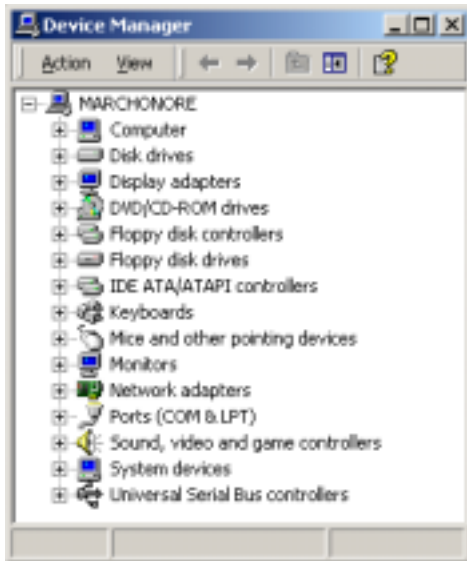 Device Manager
Action View
MARCHONORE
Computer
Disk drives
Display adapters
DVD/CD-ROM drives
Floppy disk controllers
Floppy disk drives
IDE ATA/ATAPI controllers
Keyboards
Mice and other pointing devices
Monitors
Network adapters
Ports (COM & LPT)
Sound, video and game controllers
System devices
Universal Serial Bus controllers